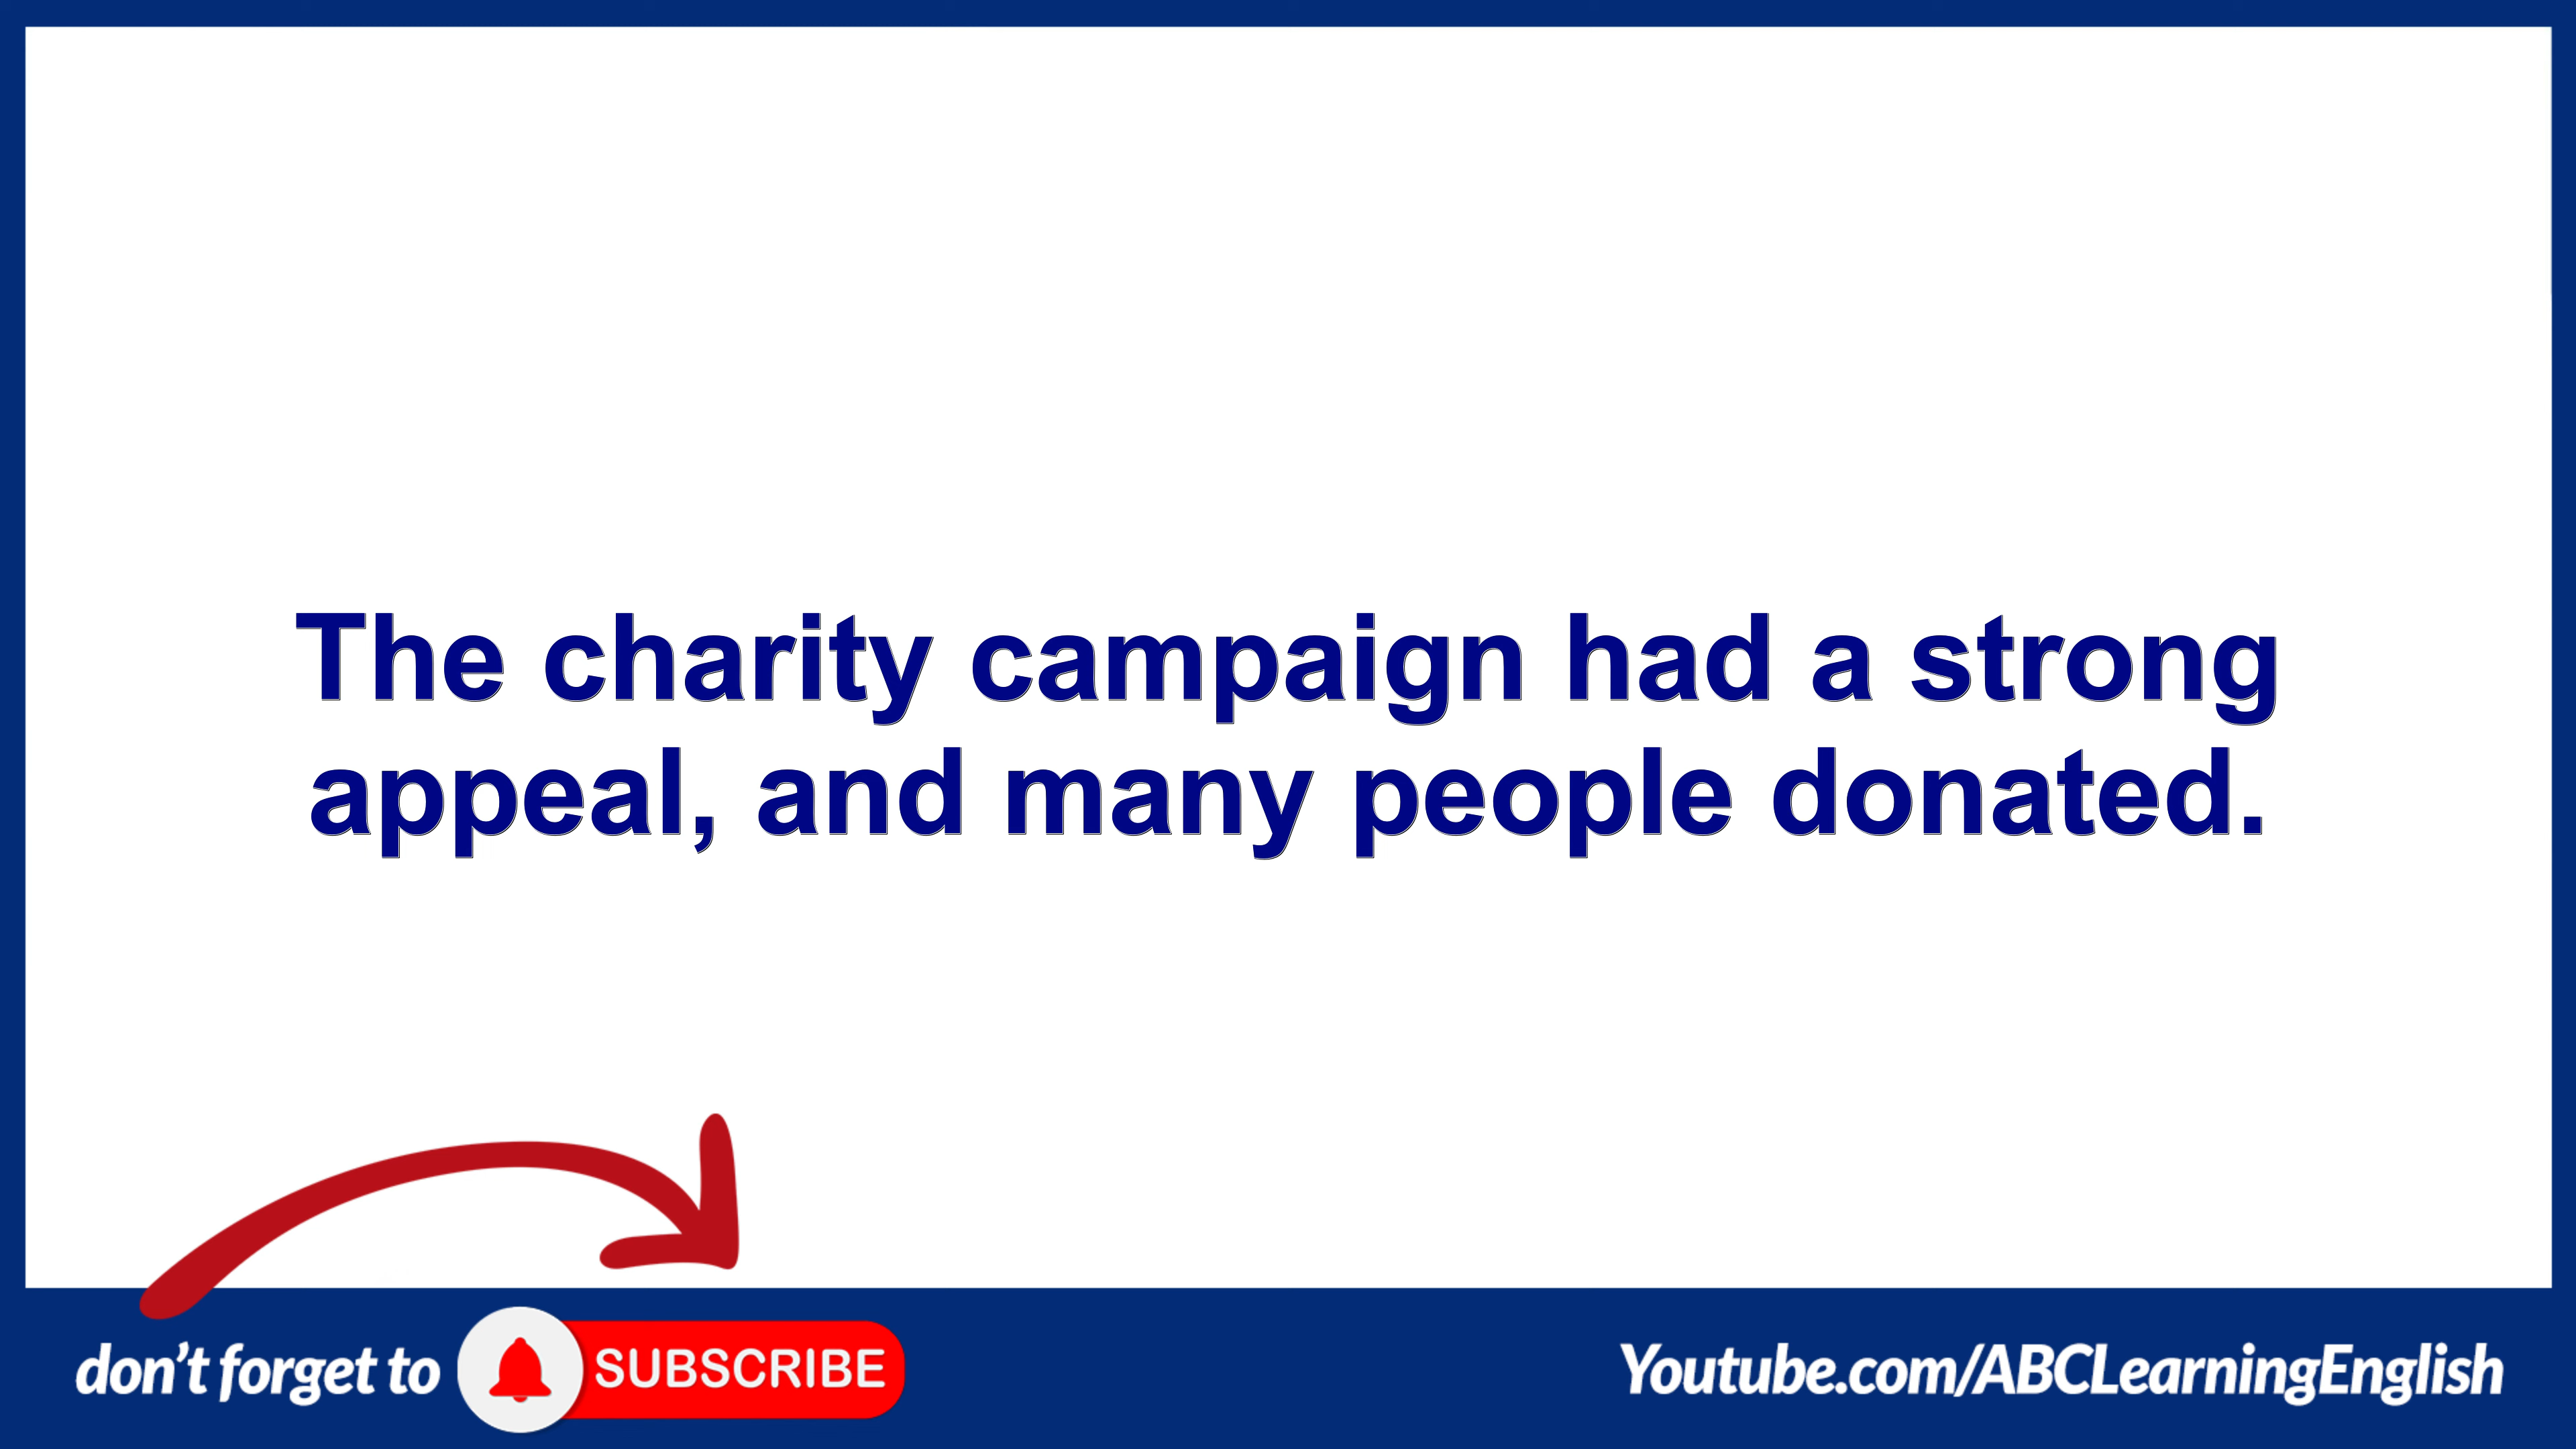 The charity campaign had a strong
appeal, and many people donated.
don't forget to SUBSCRIBE
Youtube.com/ABCLearningEnglish